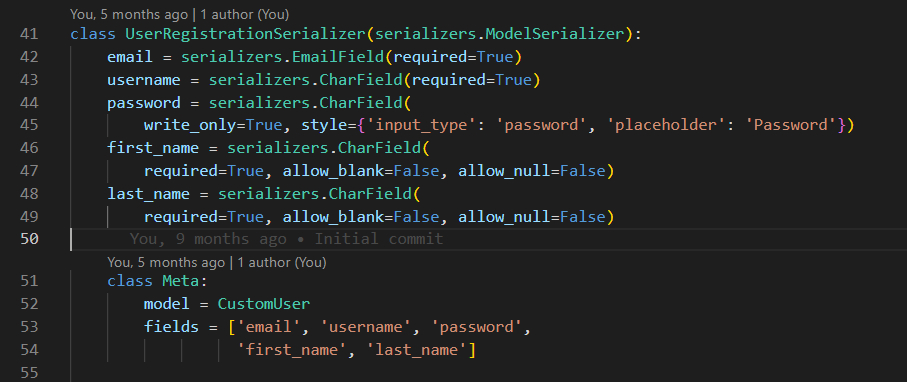 You, 5 months ago | 1 author (You)
41 class UserRegistrationSerializer(serializers.ModelSerializer):
42     email = serializers.EmailField(required=True)
43     username = serializers.CharField(required=True)
44     password = serializers.CharField(
45         write_only=True, style={'input_type': 'password', 'placeholder': 'Password'})
46     first_name = serializers.CharField(
47         required=True, allow_blank=False, allow_null=False)
48     last_name = serializers.CharField(
49         required=True, allow_blank=False, allow_null=False)
50 You, 9 months ago • Initial commit
You, 5 months ago | 1 author (You)
51     class Meta:
52         model = CustomUser
53         fields = ['email', 'username', 'password',
54                   'first_name', 'last_name']
55